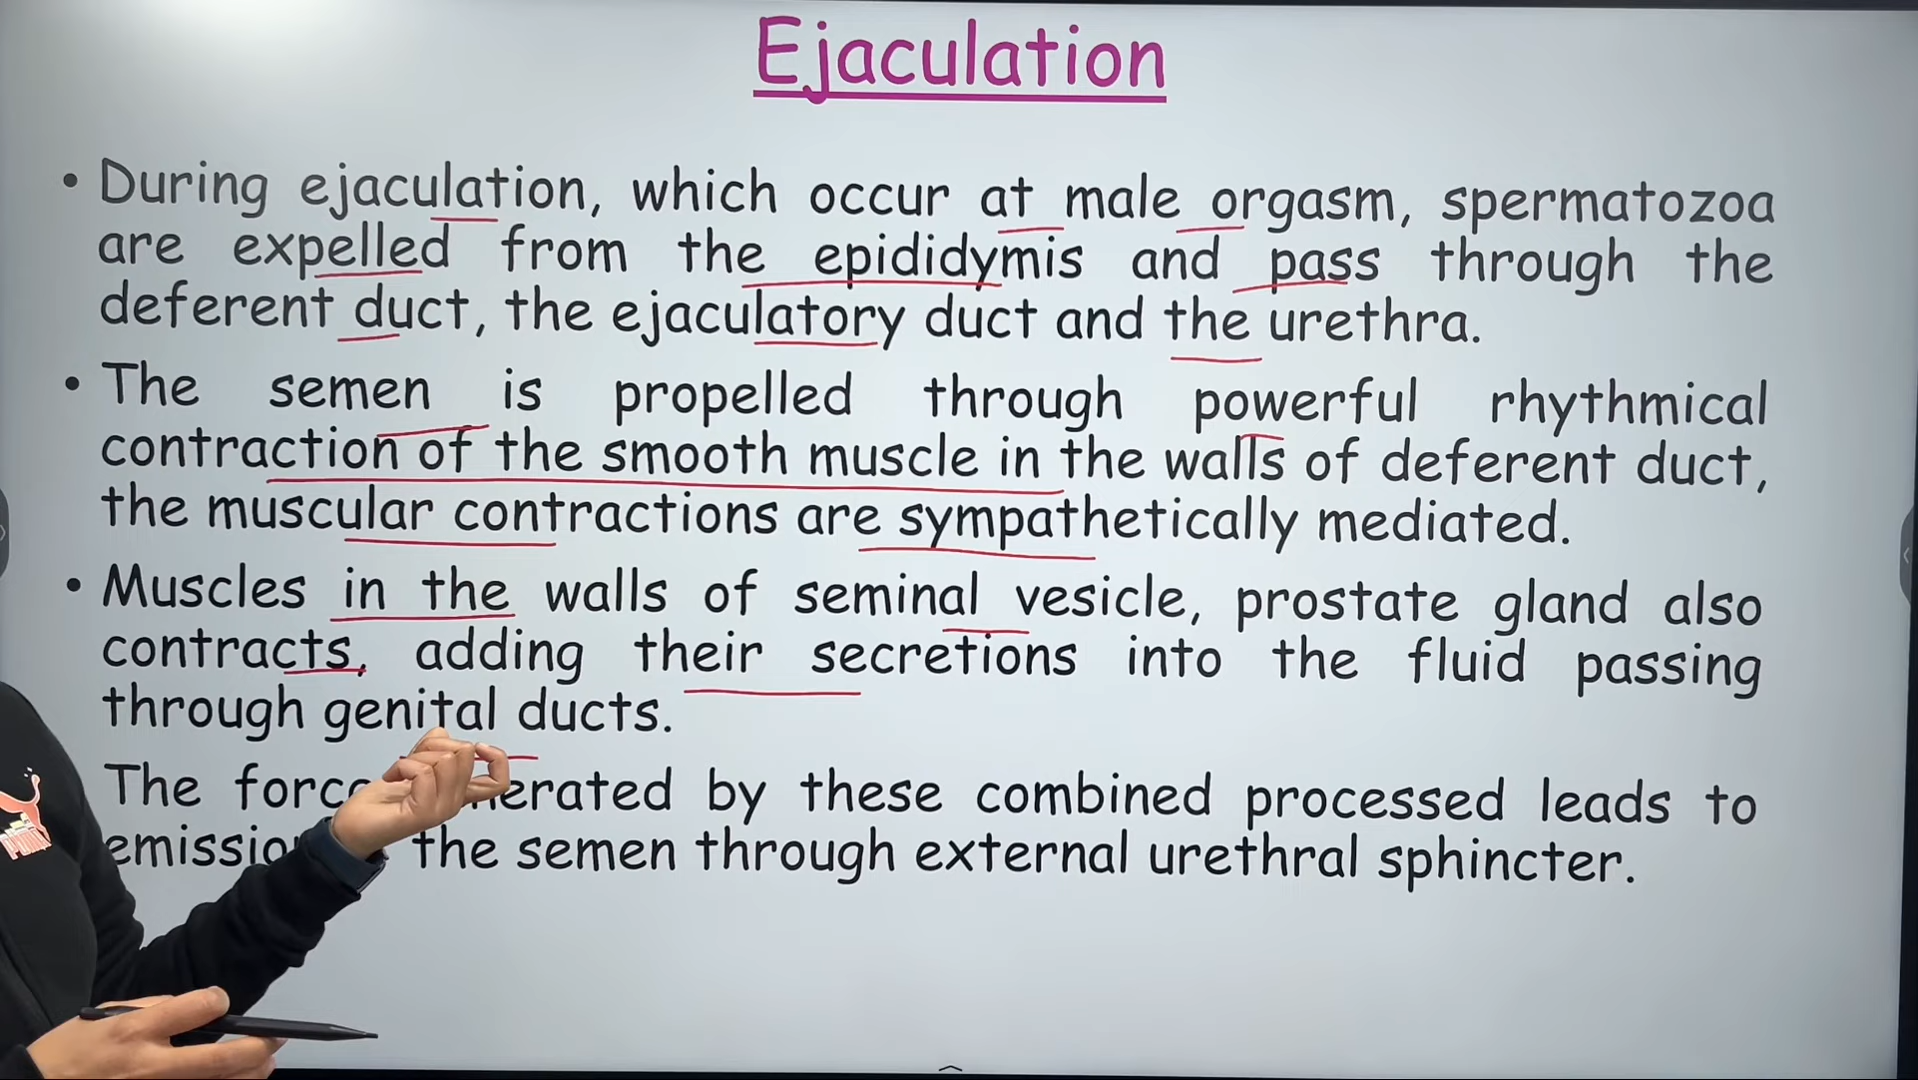 Ejaculation
• During ejaculation, which occur at male orgasm, spermatozoa
are expelled from the epididymis and pass through the
deferent duct, the ejaculatory duct and the urethra.
• The semen is propelled through powerful rhythmical
contraction of the smooth muscle in the walls of deferent duct,
the muscular contractions are sympathetically mediated.
• Muscles in the walls of seminal vesicle, prostate gland also
contracts, adding their secretions into the fluid passing
through genital ducts.
The by these combined processed leads to
the semen through external urethral sphincter.